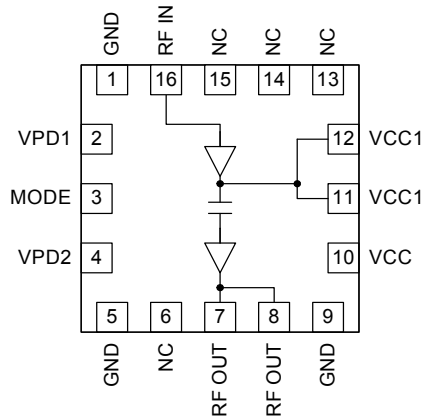 GND
RF IN
NC
NC
NC
1
16
15
14
13
VPD1
2
12
VCC1
MODE
3
11
VCC1
VPD2
4
10
VCC
5
6
7
8
9
GND
NC
RF OUT
RF OUT
GND